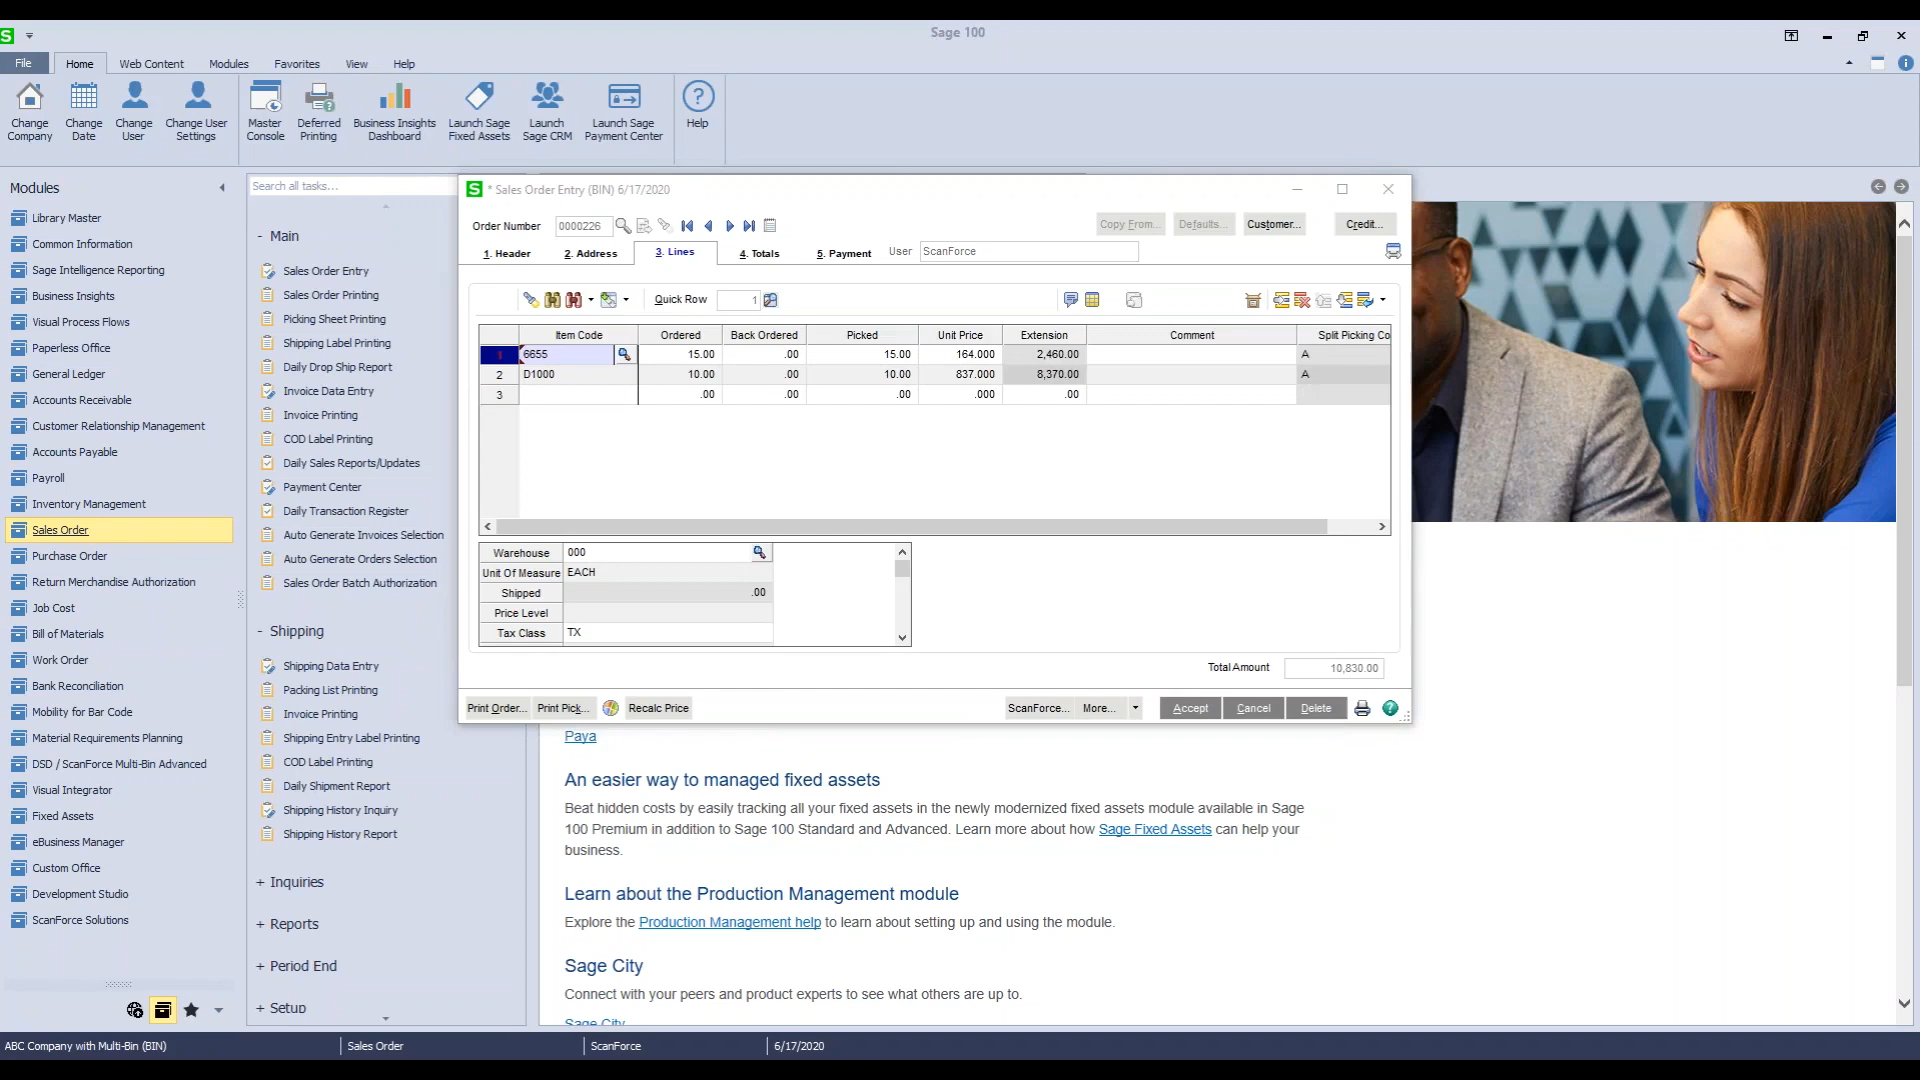 S
Sage 100
File Home Web Content Modules Favorites View Help
Change Company
Change Date
Change User
Change User Settings
Master Console
Deferred Printing
Business Insights Dashboard
Launch Sage Fixed Assets
Launch Sage CRM
Launch Sage Payment Center
Help
Modules
Library Master
Common Information
Sage Intelligence Reporting
Business Insights
Visual Process Flows
Paperless Office
General Ledger
Accounts Receivable
Customer Relationship Management
Accounts Payable
Payroll
Inventory Management
Sales Order
Purchase Order
Return Merchandise Authorization
Job Cost
Bill of Materials
Work Order
Bank Reconciliation
Mobility for Bar Code
Material Requirements Planning
DSD / ScanForce Multi-Bin Advanced
Visual Integrator
Fixed Assets
eBusiness Manager
Custom Office
Development Studio
ScanForce Solutions
Search all tasks...
- Main
Sales Order Entry
Sales Order Printing
Picking Sheet Printing
Shipping Label Printing
Daily Drop Ship Report
Invoice Data Entry
Invoice Printing
COD Label Printing
Daily Sales Reports/Updates
Payment Center
Daily Transaction Register
Auto Generate Invoices Selection
Auto Generate Orders Selection
Sales Order Batch Authorization
- Shipping
Shipping Data Entry
Packing List Printing
Invoice Printing
Shipping Entry Label Printing
COD Label Printing
Daily Shipment Report
Shipping History Inquiry
Shipping History Report
+ Inquiries
+ Reports
+ Period End
+ Setup
S * Sales Order Entry (BIN) 6/17/2020
Order Number 0000226 Copy From... Defaults... Customer... Credit...
1. Header 2. Address 3. Lines 4. Totals 5. Payment User ScanForce
Quick Row 1
Item Code Ordered Back Ordered Picked Unit Price Extension Comment Split Picking Co
1 6655 15.00 .00 15.00 164.000 2,460.00 A
2 D1000 10.00 .00 10.00 837.000 8,370.00 A
3 .00 .00 .00 .000 .00
Warehouse 000
Unit Of Measure EACH
Shipped .00
Price Level
Tax Class TX
Total Amount 10,830.00
Print Order... Print Pick... Recalc Price ScanForce... More... Accept Cancel Delete
Paya
An easier way to managed fixed assets
Beat hidden costs by easily tracking all your fixed assets in the newly modernized fixed assets module available in Sage
100 Premium in addition to Sage 100 Standard and Advanced. Learn more about how Sage Fixed Assets can help your
business.
Learn about the Production Management module
Explore the Production Management help to learn about setting up and using the module.
Sage City
Connect with your peers and product experts to see what others are up to.
Sage City
ABC Company with Multi-Bin (BIN) Sales Order ScanForce 6/17/2020